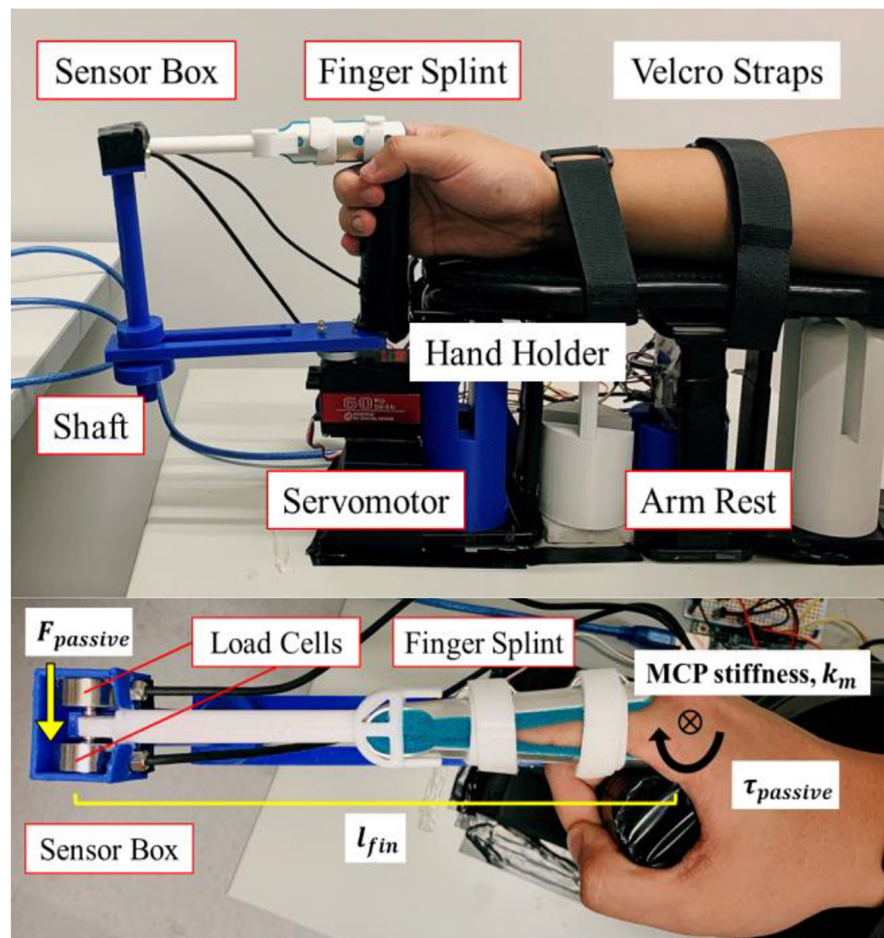 Sensor Box
Finger Splint
Velcro Straps
Hand Holder
60
Shaft
Servomotor
Arm Rest
F_passive
Load Cells
Finger Splint
MCP stiffness, k_m
τ_passive
l_fin
Sensor Box